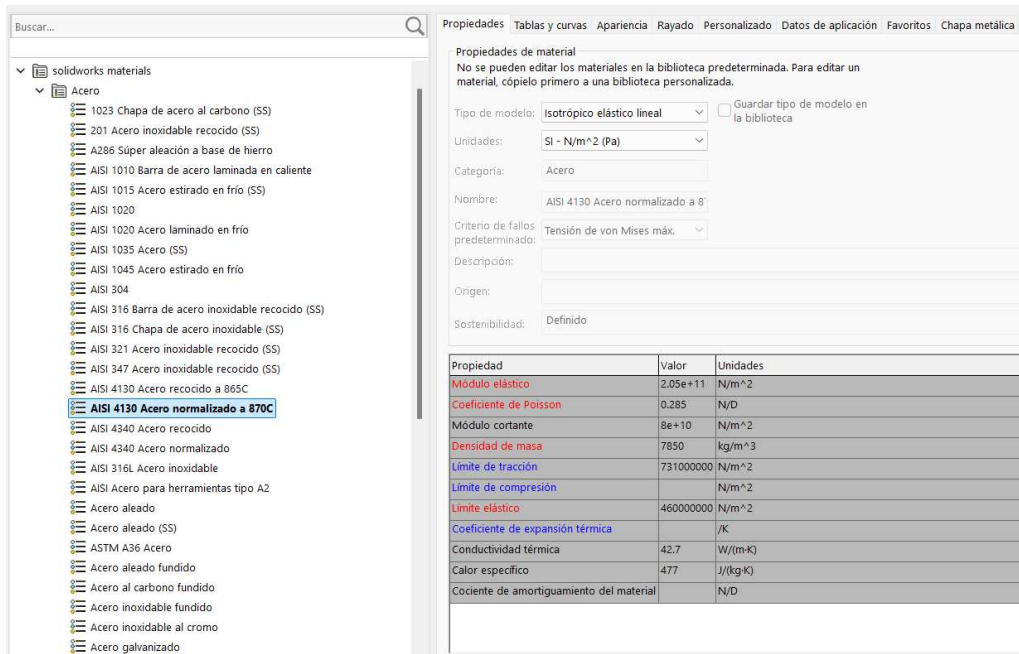 Buscar...
solidworks materials
Acero
1023 Chapa de acero al carbono (SS)
201 Acero inoxidable recocido (SS)
A286 Súper aleación a base de hierro
AISI 1010 Barra de acero laminada en caliente
AISI 1015 Acero estirado en frío (SS)
AISI 1020
AISI 1020 Acero laminado en frío
AISI 1035 Acero (SS)
AISI 1045 Acero estirado en frío
AISI 304
AISI 316 Barra de acero inoxidable recocido (SS)
AISI 316 Chapa de acero inoxidable (SS)
AISI 321 Acero inoxidable recocido (SS)
AISI 347 Acero inoxidable recocido (SS)
AISI 4130 Acero recocido a 865C
AISI 4130 Acero normalizado a 870C
AISI 4340 Acero recocido
AISI 4340 Acero normalizado
AISI 316L Acero inoxidable
AISI Acero para herramientas tipo A2
Acero aleado
Acero aleado (SS)
ASTM A36 Acero
Acero aleado fundido
Acero al carbono fundido
Acero inoxidable fundido
Acero inoxidable al cromo
Acero galvanizado
Propiedades Tablas y curvas Apariencia Rayado Personalizado Datos de aplicación Favoritos Chapa metálica
Propiedades de material
No se pueden editar los materiales en la biblioteca predeterminada. Para editar un
material, cópielo primero a una biblioteca personalizada.
Tipo de modelo: Isotrópico elástico lineal Guardar tipo de modelo en
la biblioteca
Unidades: SI - N/m^2 (Pa)
Categoría: Acero
Nombre: AISI 4130 Acero normalizado a 8
Criterio de fallos
predeterminado: Tensión de von Mises máx.
Descripción:
Origen:
Sostenibilidad: Definido
Propiedad Valor Unidades
Módulo elástico 2.05e+11 N/m^2
Coeficiente de Poisson 0.285 N/D
Módulo cortante 8e+10 N/m^2
Densidad de masa 7850 kg/m^3
Límite de tracción 731000000 N/m^2
Límite de compresión N/m^2
Límite elástico 460000000 N/m^2
Coeficiente de expansión térmica /K
Conductividad térmica 42.7 W/(m·K)
Calor específico 477 J/(kg·K)
Cociente de amortiguamiento del material N/D